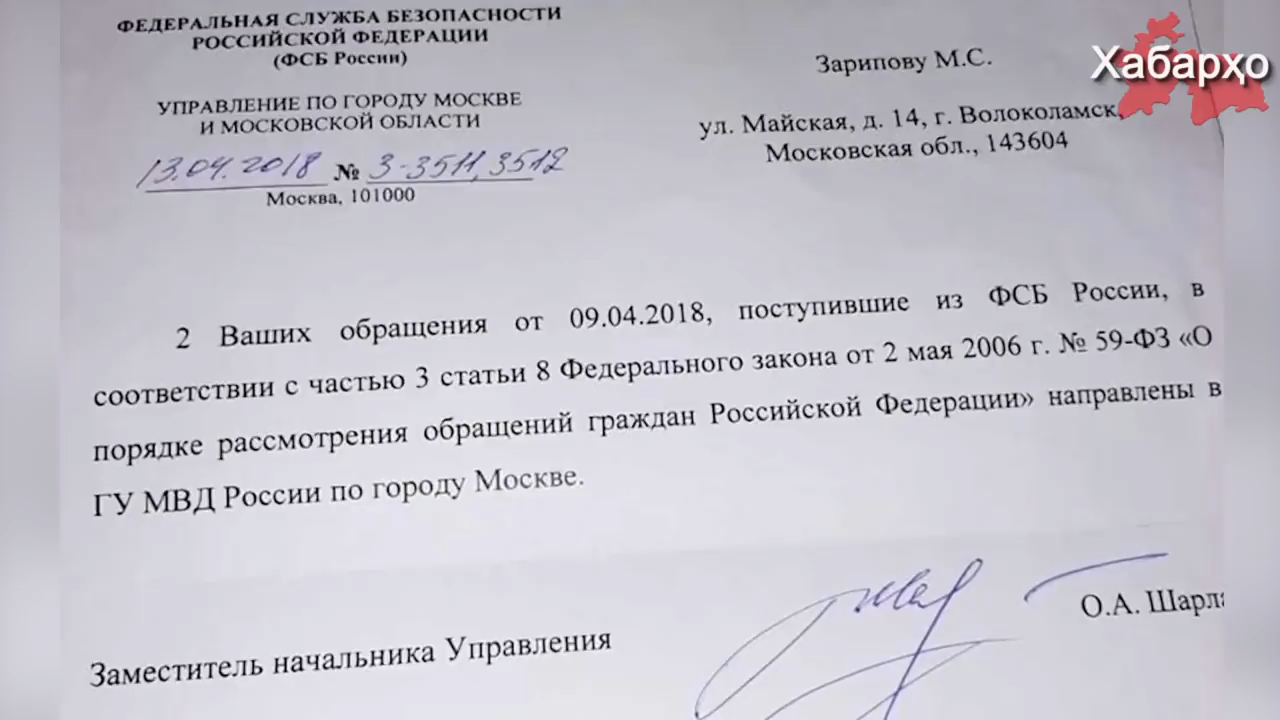 ФЕДЕРАЛЬНАЯ СЛУЖБА БЕЗОПАСНОСТИ
РОССИЙСКОЙ ФЕДЕРАЦИИ
(ФСБ России)
УПРАВЛЕНИЕ ПО ГОРОДУ МОСКВЕ
И МОСКОВСКОЙ ОБЛАСТИ
13.04.2018 № 3-3511, 3512
Москва, 101000
Зарипову М.С.
ул. Майская, д. 14, г. Волоколамск,
Московская обл., 143604
Хабарҳо
2 Ваших обращения от 09.04.2018, поступившие из ФСБ России, в
соответствии с частью 3 статьи 8 Федерального закона от 2 мая 2006 г. № 59-ФЗ «О
порядке рассмотрения обращений граждан Российской Федерации» направлены в
ГУ МВД России по городу Москве.
Заместитель начальника Управления
О.А. Шарла